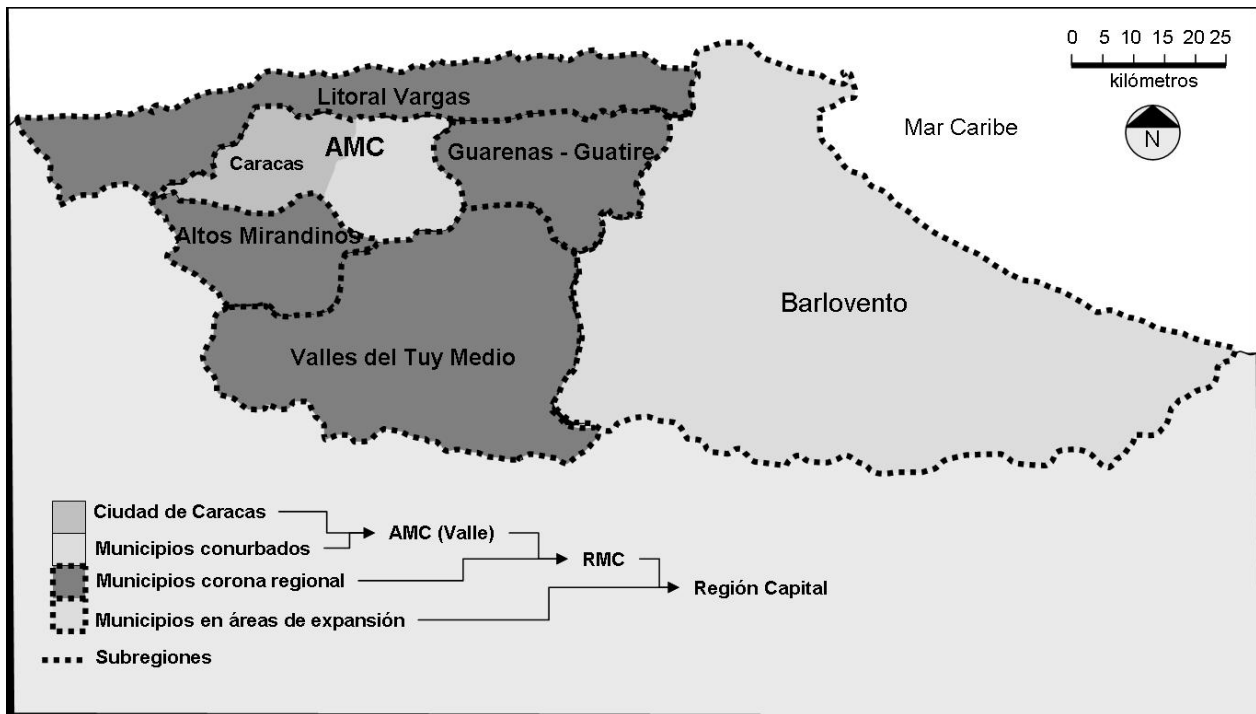 0 5 10 15 20 25
kilómetros
Litoral Vargas
Mar Caribe
N
AMC
Caracas
Guarenas - Guatire
Altos Mirandinos
Barlovento
Valles del Tuy Medio
Ciudad de Caracas
AMC (Valle)
Municipios conurbados
RMC
Municipios corona regional
Región Capital
Municipios en áreas de expansión
Subregiones